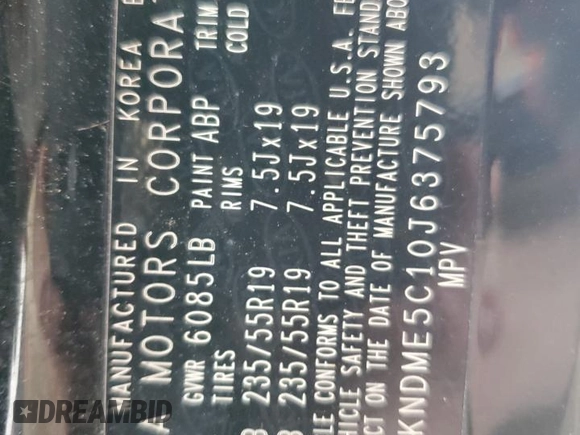 MANUFACTURED IN KOREA
MOTORS CORPORA
GVWR 6085LB PAINT ABP TRIM
TIRES RIMS COLD
235/55R19 7.5Jx19
235/55R19 7.5Jx19
LE CONFORMS TO ALL APPLICABLE U.S.A. FE
HICLE SAFETY AND THEFT PREVENTION STAND
CT ON THE DATE OF MANUFACTURE SHOWN ABO
KNDME5C10J6375793
MPV
DREAMBID